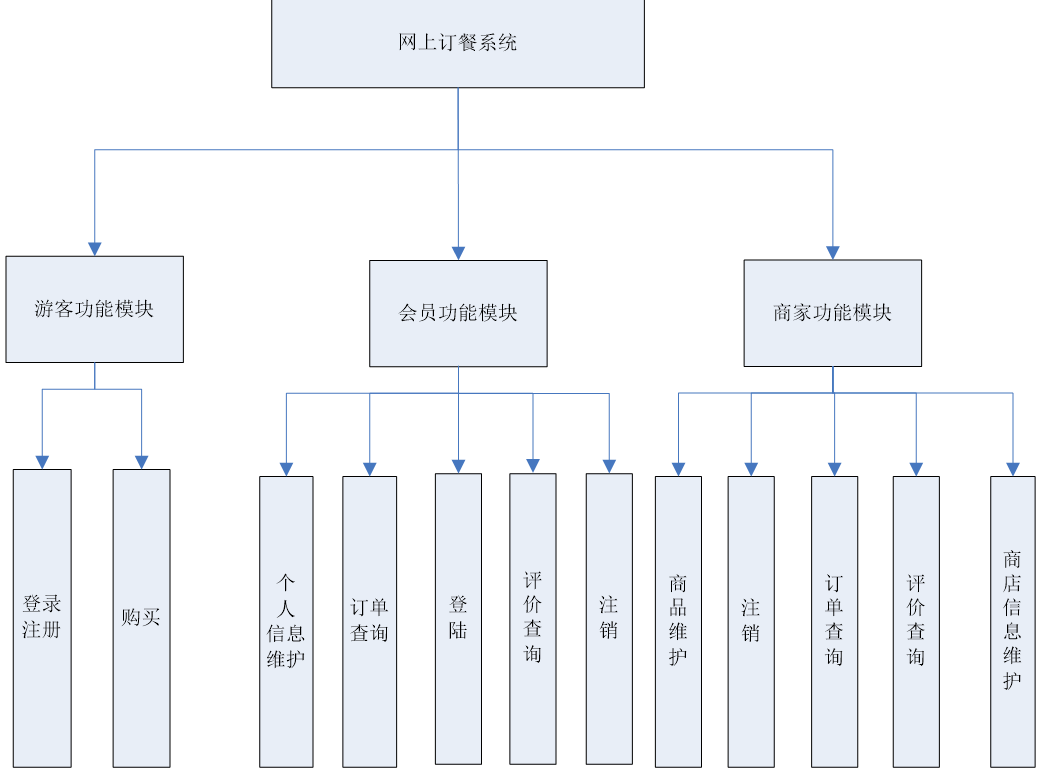 网上订餐系统
游客功能模块
会员功能模块
商家功能模块
登录
注册
购买
个
人
信息
维护
订单
查询
登
陆
评
价
查
询
注
销
商
品
维
护
注
销
订
单
查
询
评
价
查
询
商
店
信
息
维
护